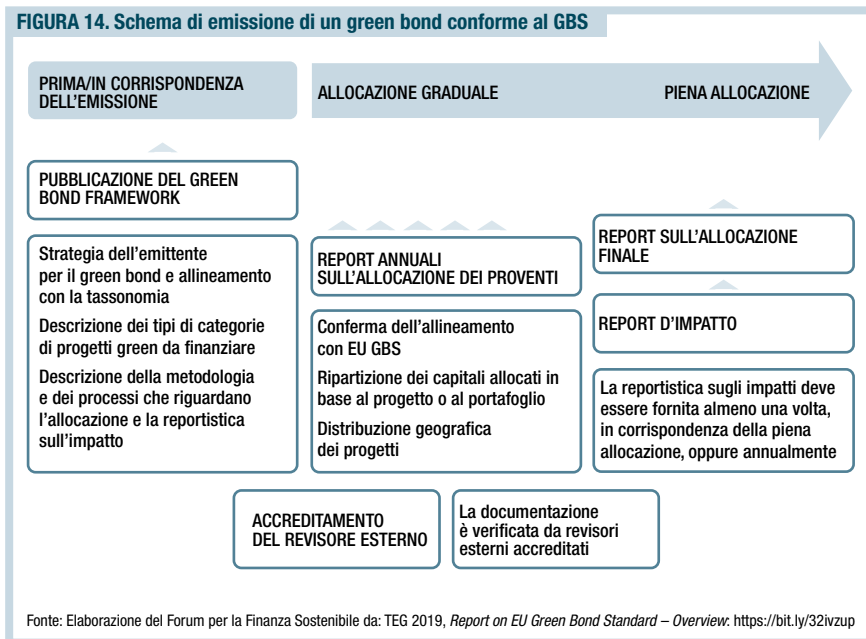 FIGURA 14. Schema di emissione di un green bond conforme al GBS
PRIMA/IN CORRISPONDENZA
DELL'EMISSIONE
ALLOCAZIONE GRADUALE
PIENA ALLOCAZIONE
PUBBLICAZIONE DEL GREEN
BOND FRAMEWORK
Strategia dell'emittente
per il green bond e allineamento
con la tassonomia
Descrizione dei tipi di categorie
di progetti green da finanziare
Descrizione della metodologia
e dei processi che riguardano
l'allocazione e la reportistica
sull'impatto
REPORT ANNUALI
SULL'ALLOCAZIONE DEI PROVENTI
Conferma dell'allineamento
con EU GBS
Ripartizione dei capitali allocati in
base al progetto o al portafoglio
Distribuzione geografica
dei progetti
REPORT SULL'ALLOCAZIONE
FINALE
REPORT D'IMPATTO
La reportistica sugli impatti deve
essere fornita almeno una volta,
in corrispondenza della piena
allocazione, oppure annualmente
ACCREDITAMENTO
DEL REVISORE ESTERNO
La documentazione
è verificata da revisori
esterni accreditati
Fonte: Elaborazione del Forum per la Finanza Sostenibile da: TEG 2019, Report on EU Green Bond Standard – Overview: https://bit.ly/32ivzup